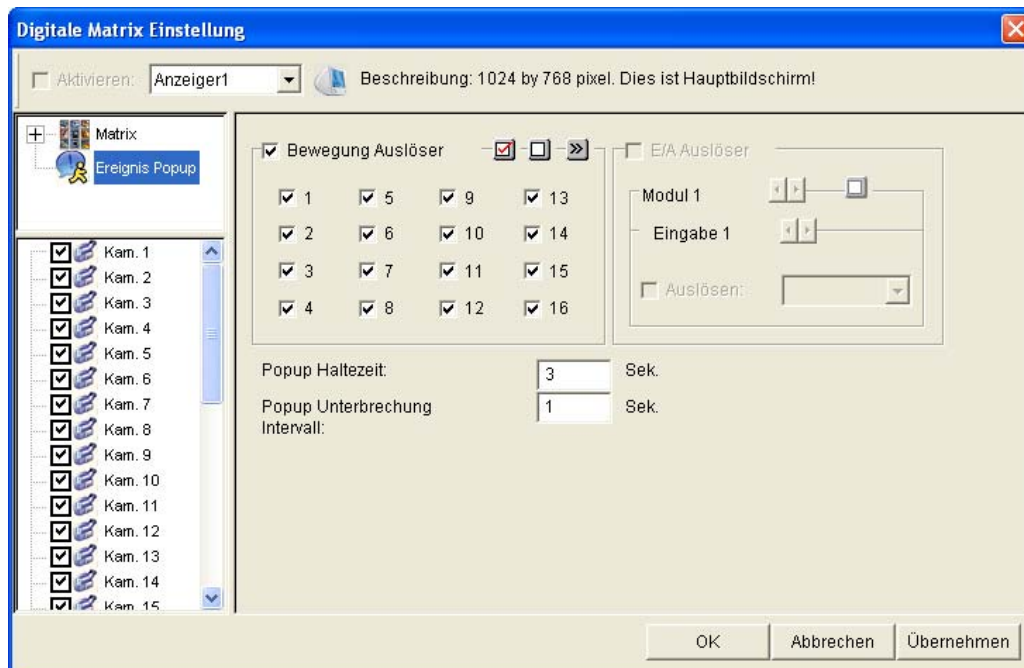 Digitale Matrix Einstellung
Aktivieren: Anzeiger1 Beschreibung: 1024 by 768 pixel. Dies ist Hauptbildschirm!
Matrix
Ereignis Popup
Kam. 1
Kam. 2
Kam. 3
Kam. 4
Kam. 5
Kam. 6
Kam. 7
Kam. 8
Kam. 9
Kam. 10
Kam. 11
Kam. 12
Kam. 13
Kam. 14
Kam. 15
Bewegung Auslöser
1 5 9 13
2 6 10 14
3 7 11 15
4 8 12 16
E/A Auslöser
Modul 1
Eingabe 1
Auslösen:
Popup Haltezeit: 3 Sek.
Popup Unterbrechung 1 Sek.
Intervall:
OK Abbrechen Übernehmen